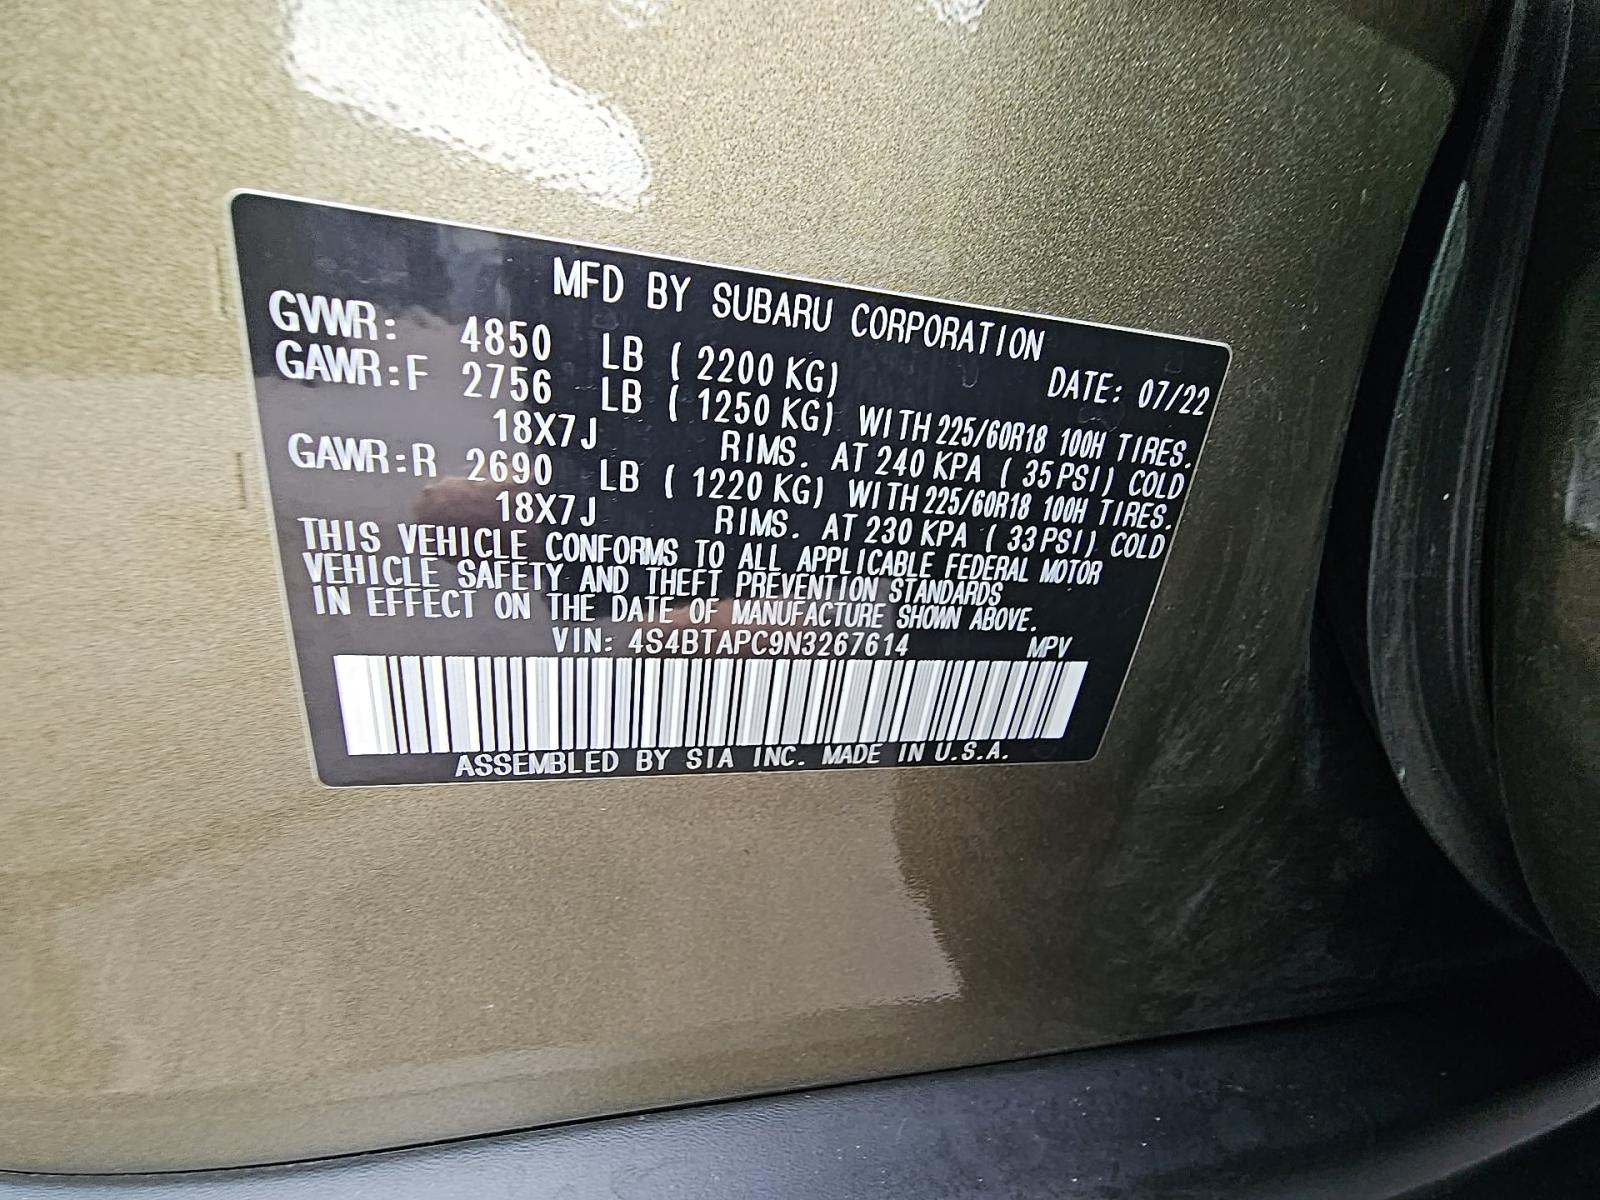 MFD BY SUBARU CORPORATION
DATE: 07/22
GVWR: 4850 LB ( 2200 KG)
GAWR:F 2756 LB ( 1250 KG) WITH 225/60R18 100H TIRES.
18X7J RIMS. AT 240 KPA ( 35 PSI) COLD
GAWR:R 2690 LB ( 1220 KG) WITH 225/60R18 100H TIRES.
18X7J RIMS. AT 230 KPA ( 33 PSI) COLD
THIS VEHICLE CONFORMS TO ALL APPLICABLE FEDERAL MOTOR
VEHICLE SAFETY AND THEFT PREVENTION STANDARDS
IN EFFECT ON THE DATE OF MANUFACTURE SHOWN ABOVE.
VIN: 4S4BTAPC9N3267614 MPV
ASSEMBLED BY SIA INC. MADE IN U.S.A.